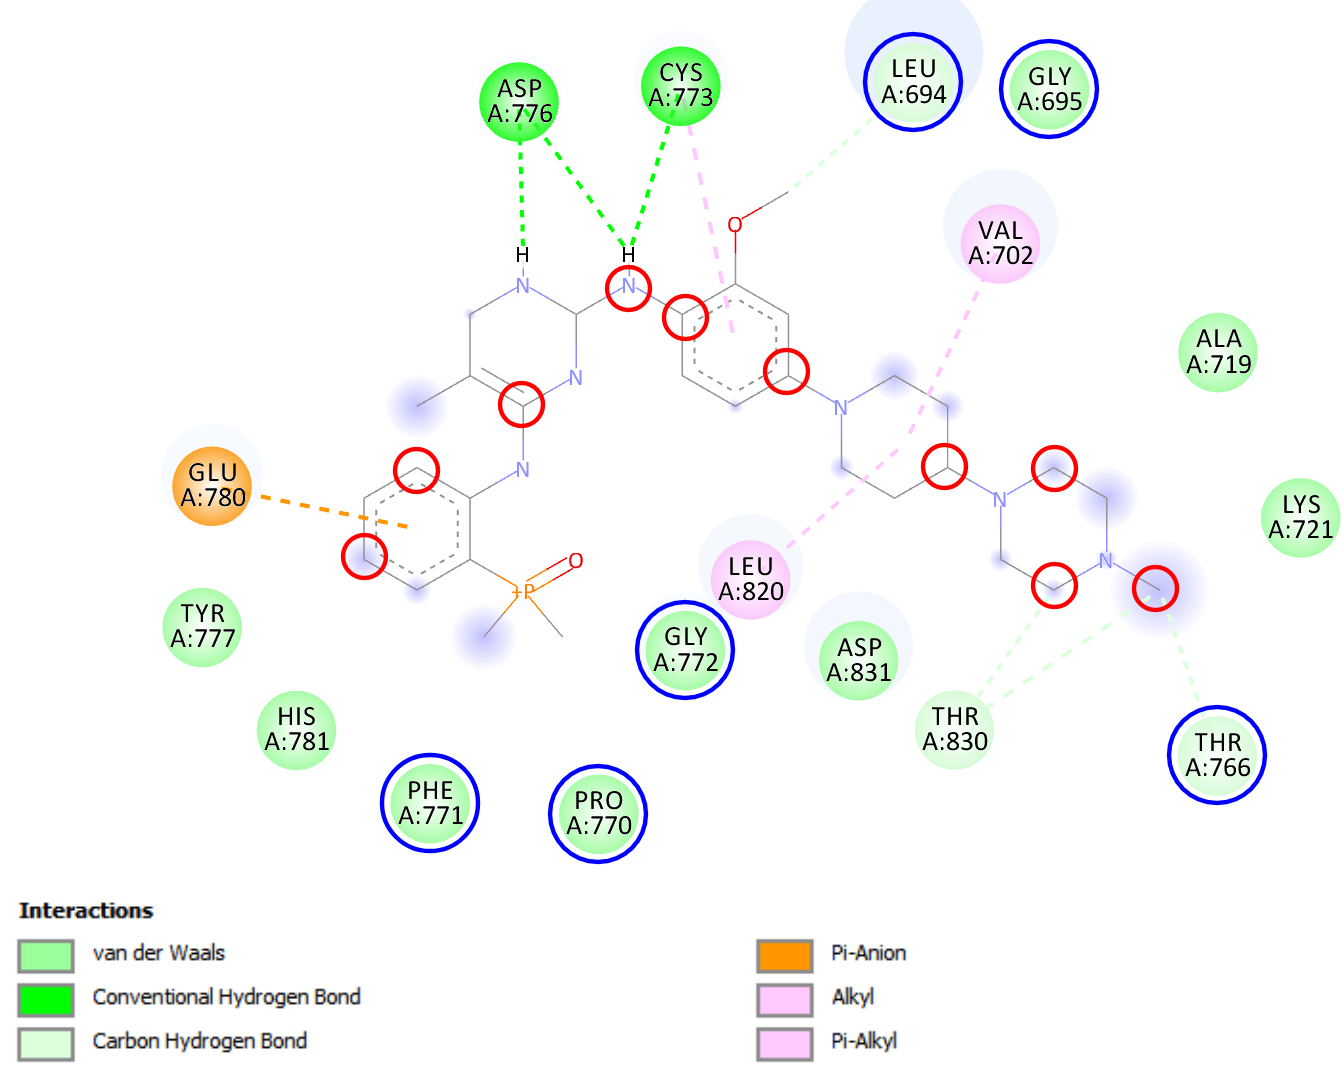 ASP
A:776
CYS
A:773
LEU
A:694
GLY
A:695
VAL
A:702
ALA
A:719
LYS
A:721
GLU
A:780
TYR
A:777
HIS
A:781
PHE
A:771
PRO
A:770
GLY
A:772
LEU
A:820
ASP
A:831
THR
A:830
THR
A:766
H
H
N
N
O
N
N
N
N
N
O
+P
Interactions
van der Waals
Conventional Hydrogen Bond
Carbon Hydrogen Bond
Pi-Anion
Alkyl
Pi-Alkyl